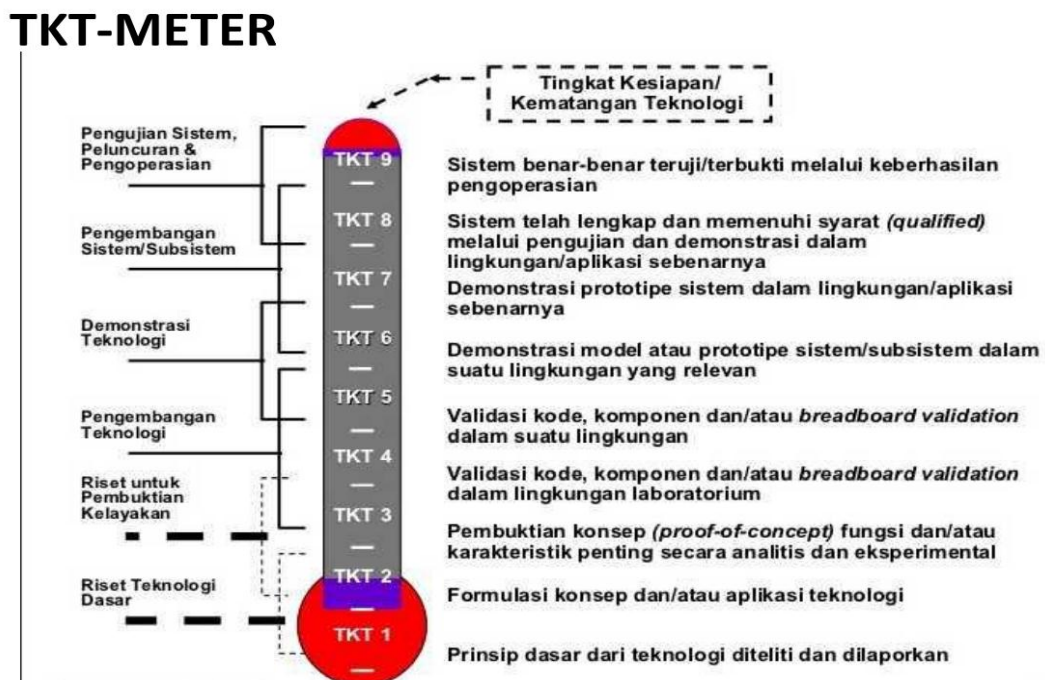 TKT-METER
Tingkat Kesiapan/
Kematangan Teknologi
Pengujian Sistem,
Peluncuran &
Pengoperasian
Pengembangan
Sistem/Subsistem
Demonstrasi
Teknologi
Pengembangan
Teknologi
Riset untuk
Pembuktian
Kelayakan
Riset Teknologi
Dasar
TKT 9
TKT 8
TKT 7
TKT 6
TKT 5
TKT 4
TKT 3
TKT 2
TKT 1
Sistem benar-benar teruji/terbukti melalui keberhasilan
pengoperasian
Sistem telah lengkap dan memenuhi syarat (qualified)
melalui pengujian dan demonstrasi dalam
lingkungan/aplikasi sebenarnya
Demonstrasi prototipe sistem dalam lingkungan/aplikasi
sebenarnya
Demonstrasi model atau prototipe sistem/subsistem dalam
suatu lingkungan yang relevan
Validasi kode, komponen dan/atau breadboard validation
dalam suatu lingkungan
Validasi kode, komponen dan/atau breadboard validation
dalam lingkungan laboratorium
Pembuktian konsep (proof-of-concept) fungsi dan/atau
karakteristik penting secara analitis dan eksperimental
Formulasi konsep dan/atau aplikasi teknologi
Prinsip dasar dari teknologi diteliti dan dilaporkan